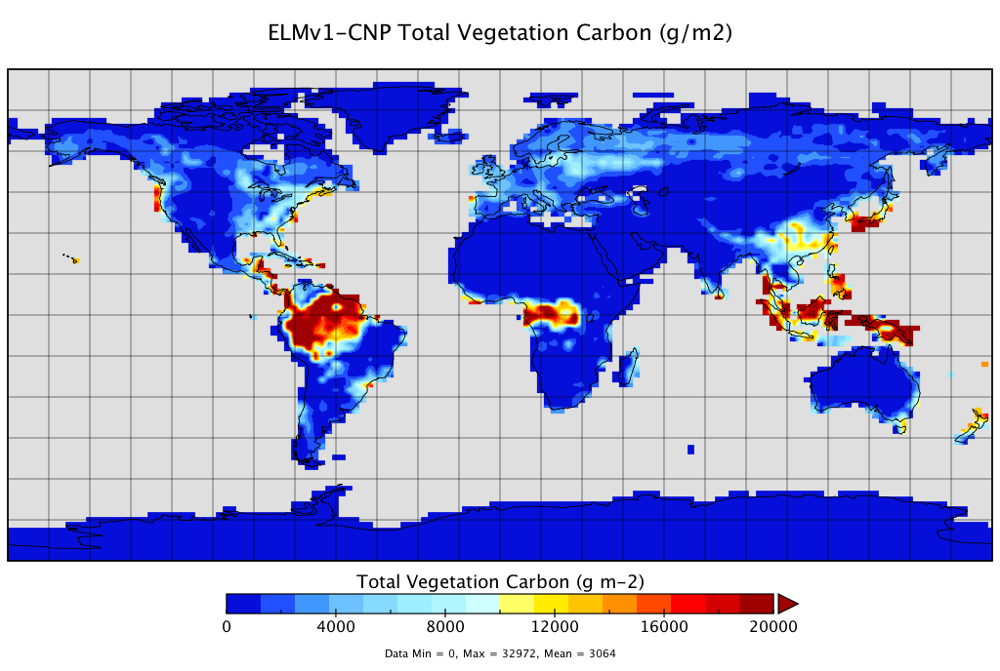 ELMv1-CNP Total Vegetation Carbon (g/m2)
Total Vegetation Carbon (g m-2)
0 4000 8000 12000 16000 20000
Data Min = 0, Max = 32972, Mean = 3064